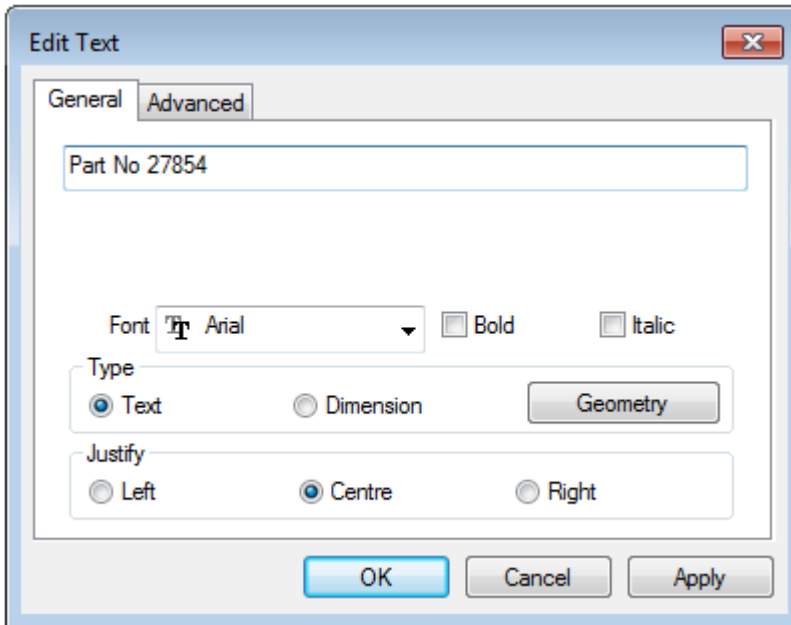 Edit Text
General Advanced
Part No 27854
Font Arial Bold Italic
Type
Text Dimension Geometry
Justify
Left Centre Right
OK Cancel Apply